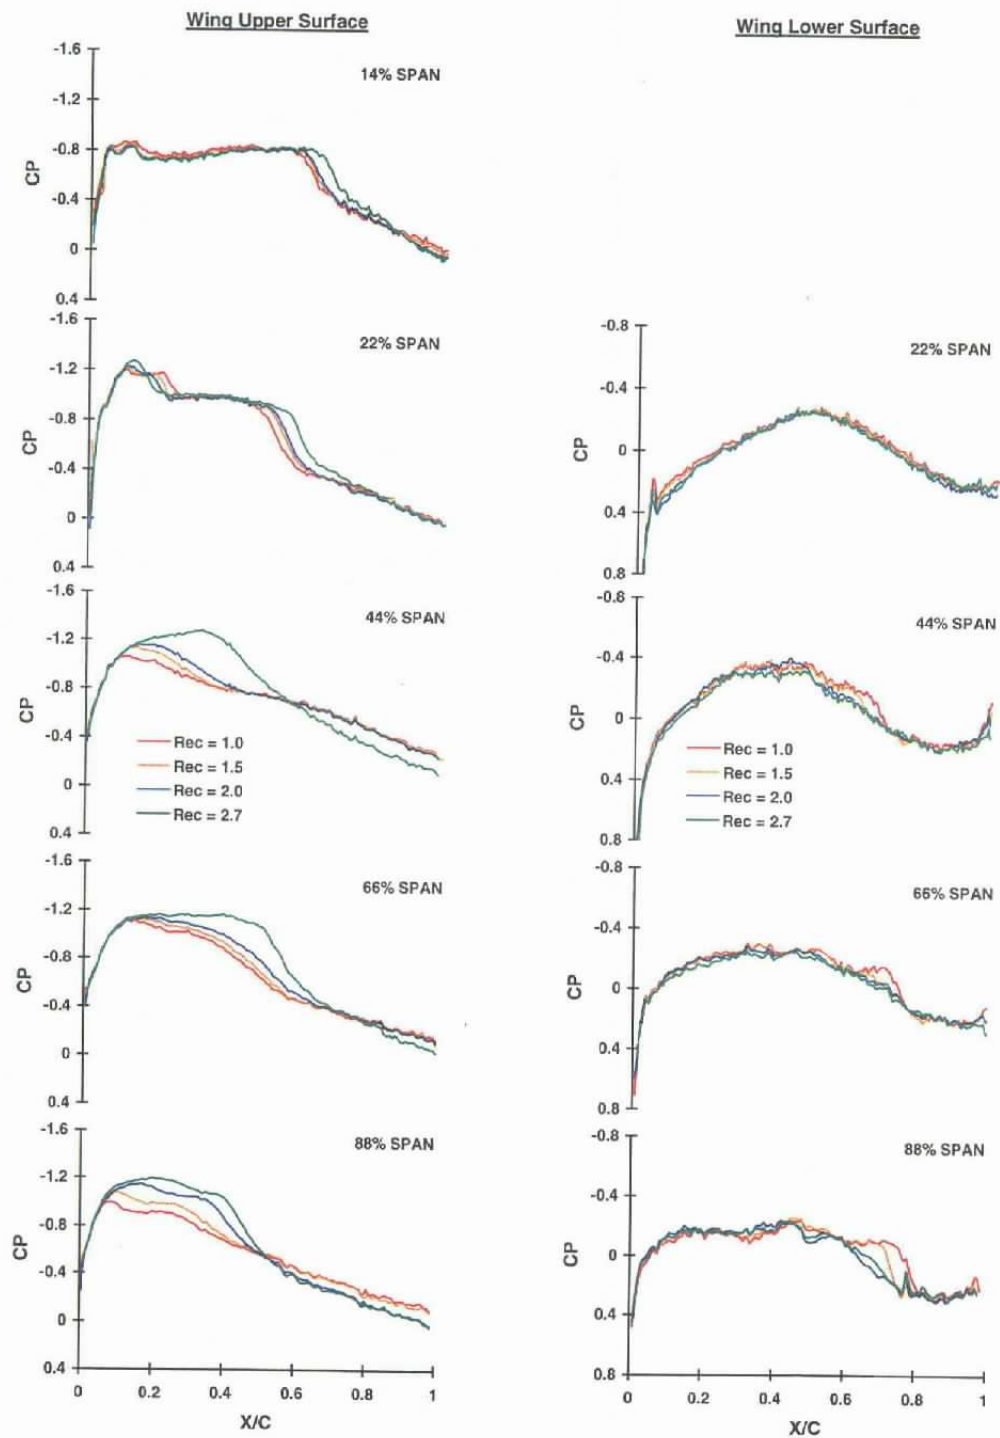 Wing Upper Surface
-1.6
14% SPAN
-1.2
-0.8
CP
-0.4
0
0.4
-1.6
22% SPAN
-1.2
-0.8
CP
-0.4
0
0.4
-1.6
44% SPAN
-1.2
-0.8
CP
-0.4
Rec = 1.0
Rec = 1.5
0
Rec = 2.0
Rec = 2.7
0.4
-1.6
66% SPAN
-1.2
-0.8
CP
-0.4
0
0.4
-1.6
88% SPAN
-1.2
-0.8
CP
-0.4
0
0.4
0 0.2 0.4 0.6 0.8 1
X/C
Wing Lower Surface
-0.8
22% SPAN
-0.4
0
CP
0.4
0.8
-0.8
44% SPAN
-0.4
0
CP
Rec = 1.0
Rec = 1.5
0.4
Rec = 2.0
Rec = 2.7
0.8
-0.8
66% SPAN
-0.4
0
CP
0.4
0.8
-0.8
88% SPAN
-0.4
0
CP
0.4
0.8
0 0.2 0.4 0.6 0.8 1
X/C